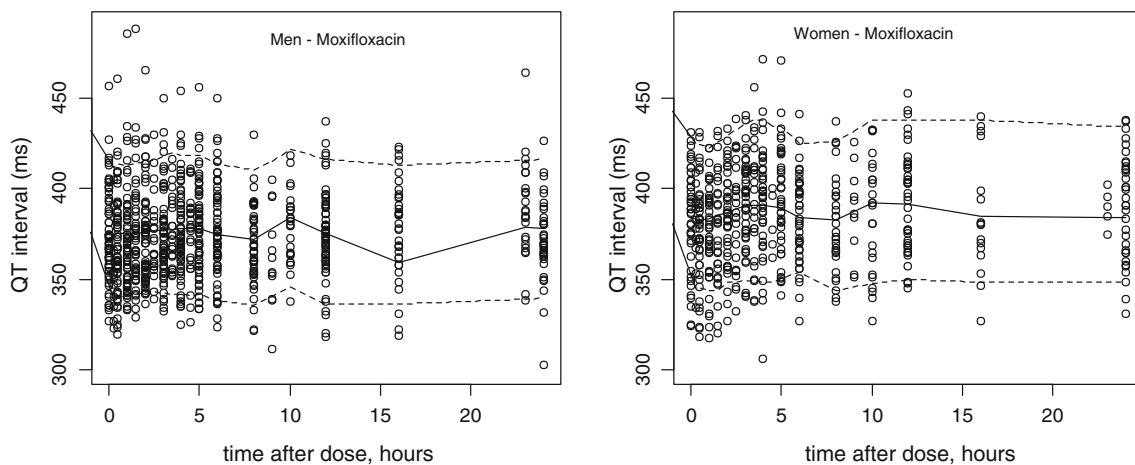 Men - Moxifloxacin
QT interval (ms)
450
400
350
300
0 5 10 15 20
time after dose, hours
Women - Moxifloxacin
QT interval (ms)
450
400
350
300
0 5 10 15 20
time after dose, hours